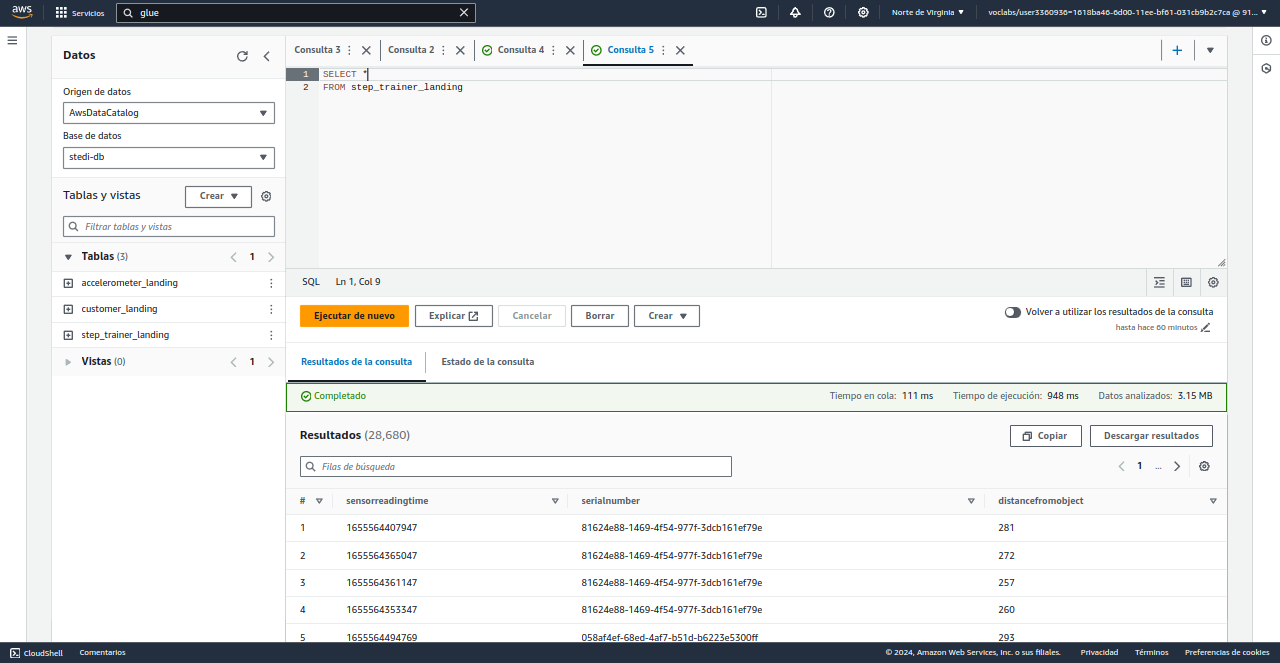 aws Servicios glue Norte de Virginia voclabs/user3360936=1618ba46-6d00-11ee-bf61-031cb9b2c7ca @ 91...
Datos
Origen de datos
AwsDataCatalog
Base de datos
stedi-db
Tablas y vistas Crear
Filtrar tablas y vistas
Tablas (3) 1
accelerometer_landing
customer_landing
step_trainer_landing
Vistas (0) 1
Consulta 3 Consulta 2 Consulta 4 Consulta 5
1 SELECT *
2 FROM step_trainer_landing
SQL Ln 1, Col 9
Ejecutar de nuevo Explicar Cancelar Borrar Crear
Volver a utilizar los resultados de la consulta
hasta hace 60 minutos
Resultados de la consulta Estado de la consulta
Completado Tiempo en cola: 111 ms Tiempo de ejecución: 948 ms Datos analizados: 3.15 MB
Resultados (28,680) Copiar Descargar resultados
Filas de búsqueda 1 ...
# sensorreadingtime serialnumber distancefromobject
1 1655564407947 81624e88-1469-4f54-977f-3dcb161ef79e 281
2 1655564365047 81624e88-1469-4f54-977f-3dcb161ef79e 272
3 1655564361147 81624e88-1469-4f54-977f-3dcb161ef79e 257
4 1655564353347 81624e88-1469-4f54-977f-3dcb161ef79e 260
5 1655564494769 058af4ef-68ed-4af7-b51d-b6223e5300ff 293
CloudShell Comentarios © 2024, Amazon Web Services, Inc. o sus filiales. Privacidad Términos Preferencias de cookies